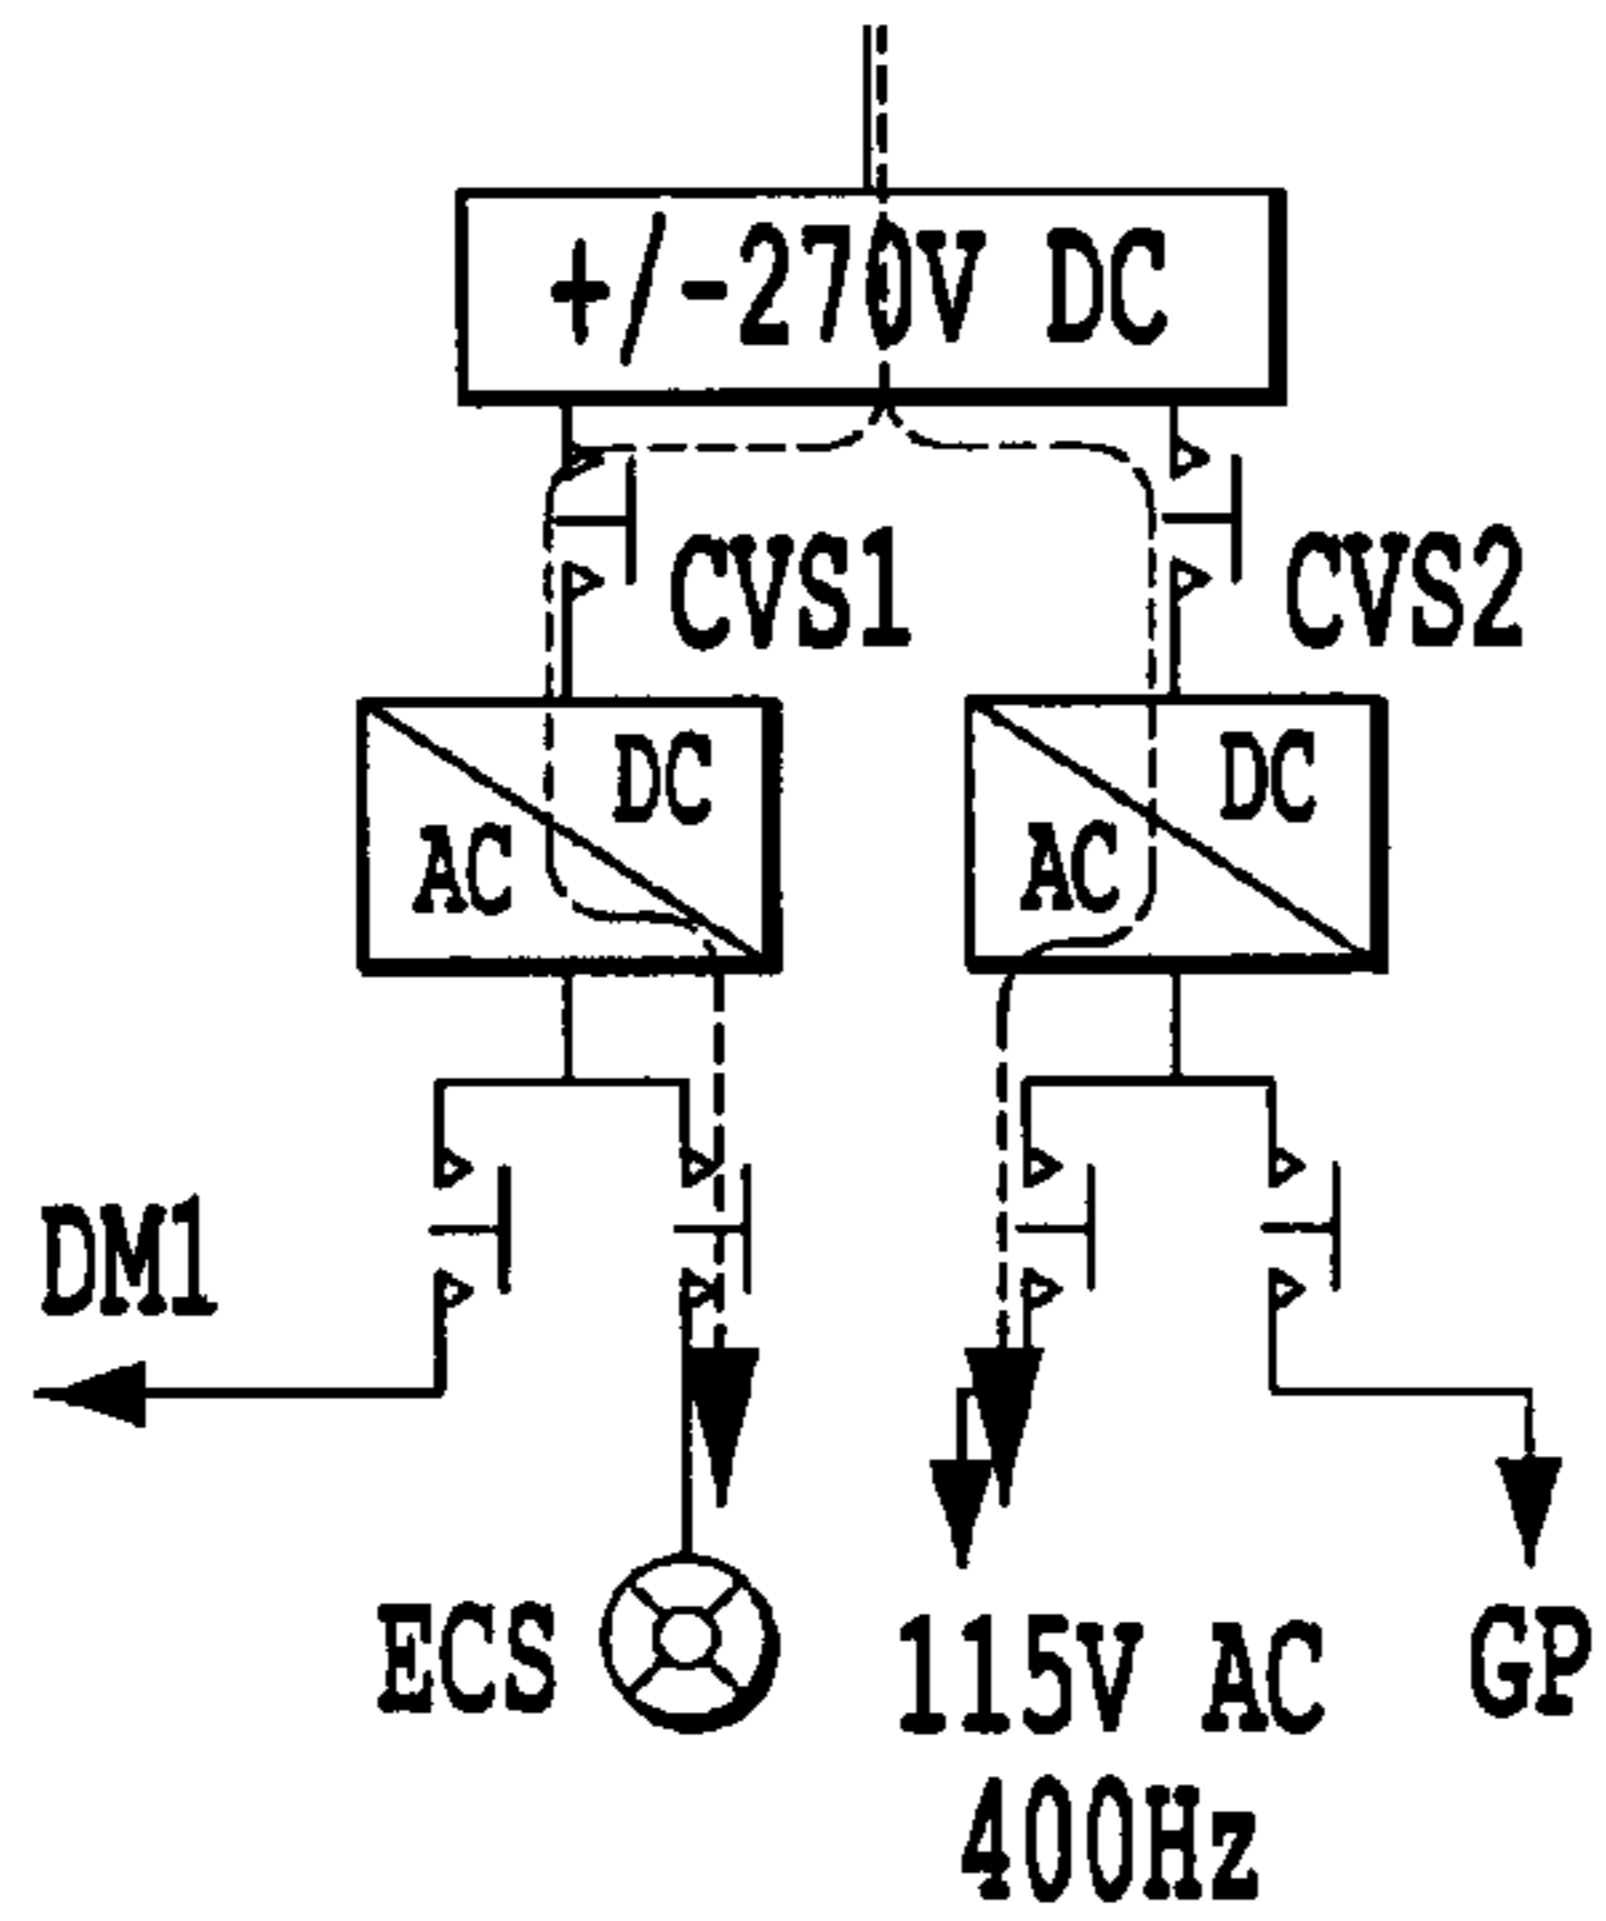 +/-270V DC
CVS1
CVS2
DC
AC
DC
AC
DM1
ECS
115V AC
400Hz
GP